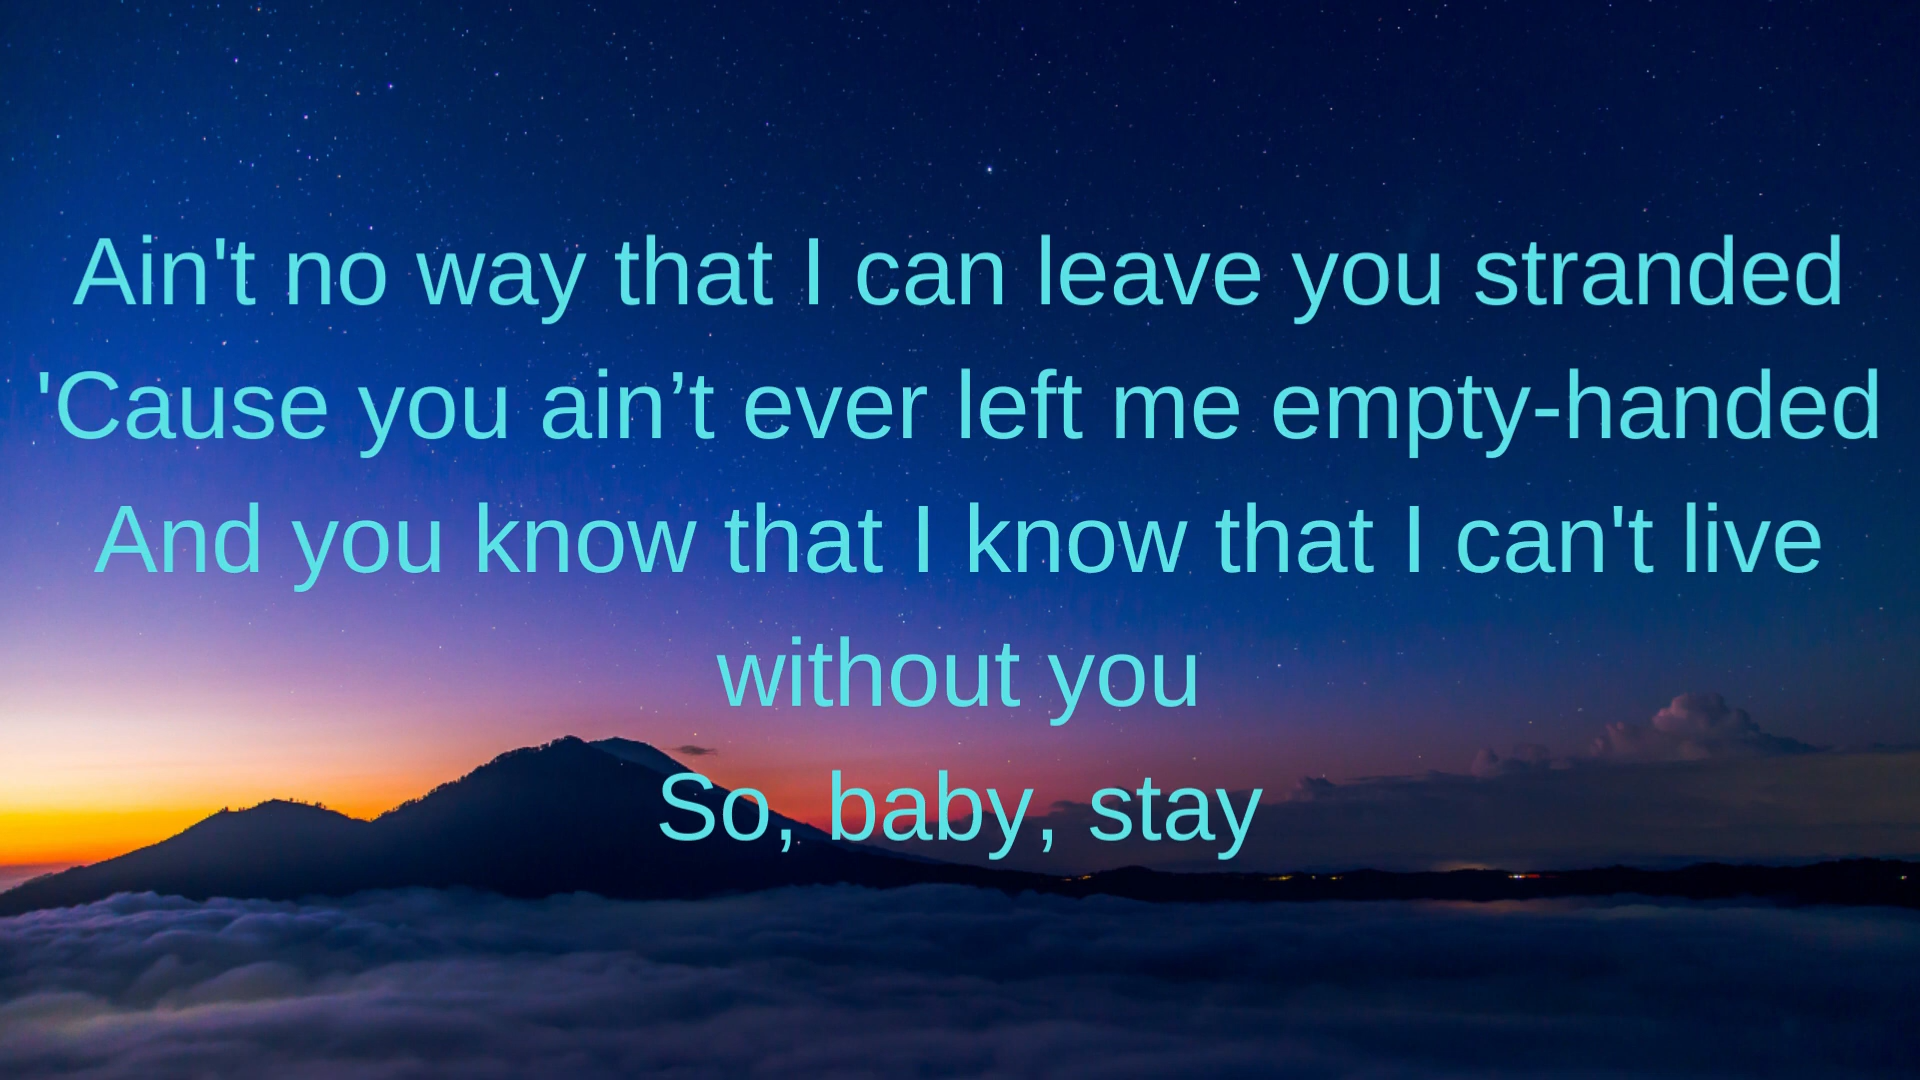 Ain't no way that I can leave you stranded
'Cause you ain’t ever left me empty-handed
And you know that I know that I can't live
without you
So, baby, stay